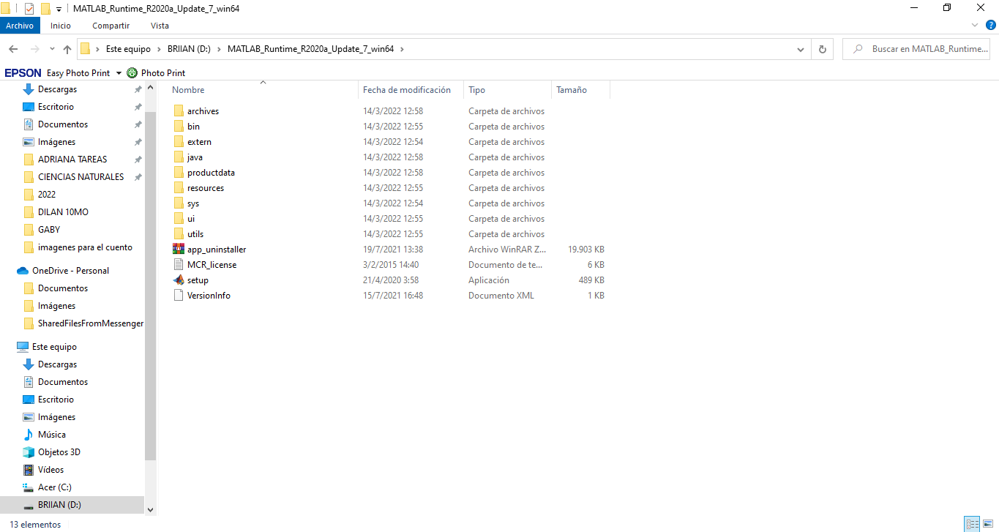 MATLAB_Runtime_R2020a_Update_7_win64
Archivo Inicio Compartir Vista
Este equipo BRIIAN (D:) MATLAB_Runtime_R2020a_Update_7_win64 Buscar en MATLAB_Runtime...
EPSON Easy Photo Print Photo Print
Descargas
Escritorio
Documentos
Imágenes
ADRIANA TAREAS
CIENCIAS NATURALES
2022
DILAN 10MO
GABY
imagenes para el cuento
OneDrive - Personal
Documentos
Imágenes
SharedFilesFromMessenger
Este equipo
Descargas
Documentos
Escritorio
Imágenes
Música
Objetos 3D
Vídeos
Acer (C:)
BRIIAN (D:)
Nombre Fecha de modificación Tipo Tamaño
archives 14/3/2022 12:58 Carpeta de archivos
bin 14/3/2022 12:55 Carpeta de archivos
extern 14/3/2022 12:54 Carpeta de archivos
java 14/3/2022 12:58 Carpeta de archivos
productdata 14/3/2022 12:58 Carpeta de archivos
resources 14/3/2022 12:55 Carpeta de archivos
sys 14/3/2022 12:54 Carpeta de archivos
ui 14/3/2022 12:55 Carpeta de archivos
utils 14/3/2022 12:55 Carpeta de archivos
app_uninstaller 19/7/2021 13:38 Archivo WinRAR Z... 19.903 KB
MCR_license 3/2/2015 14:40 Documento de te... 6 KB
setup 21/4/2020 3:58 Aplicación 489 KB
VersionInfo 15/7/2021 16:48 Documento XML 1 KB
13 elementos